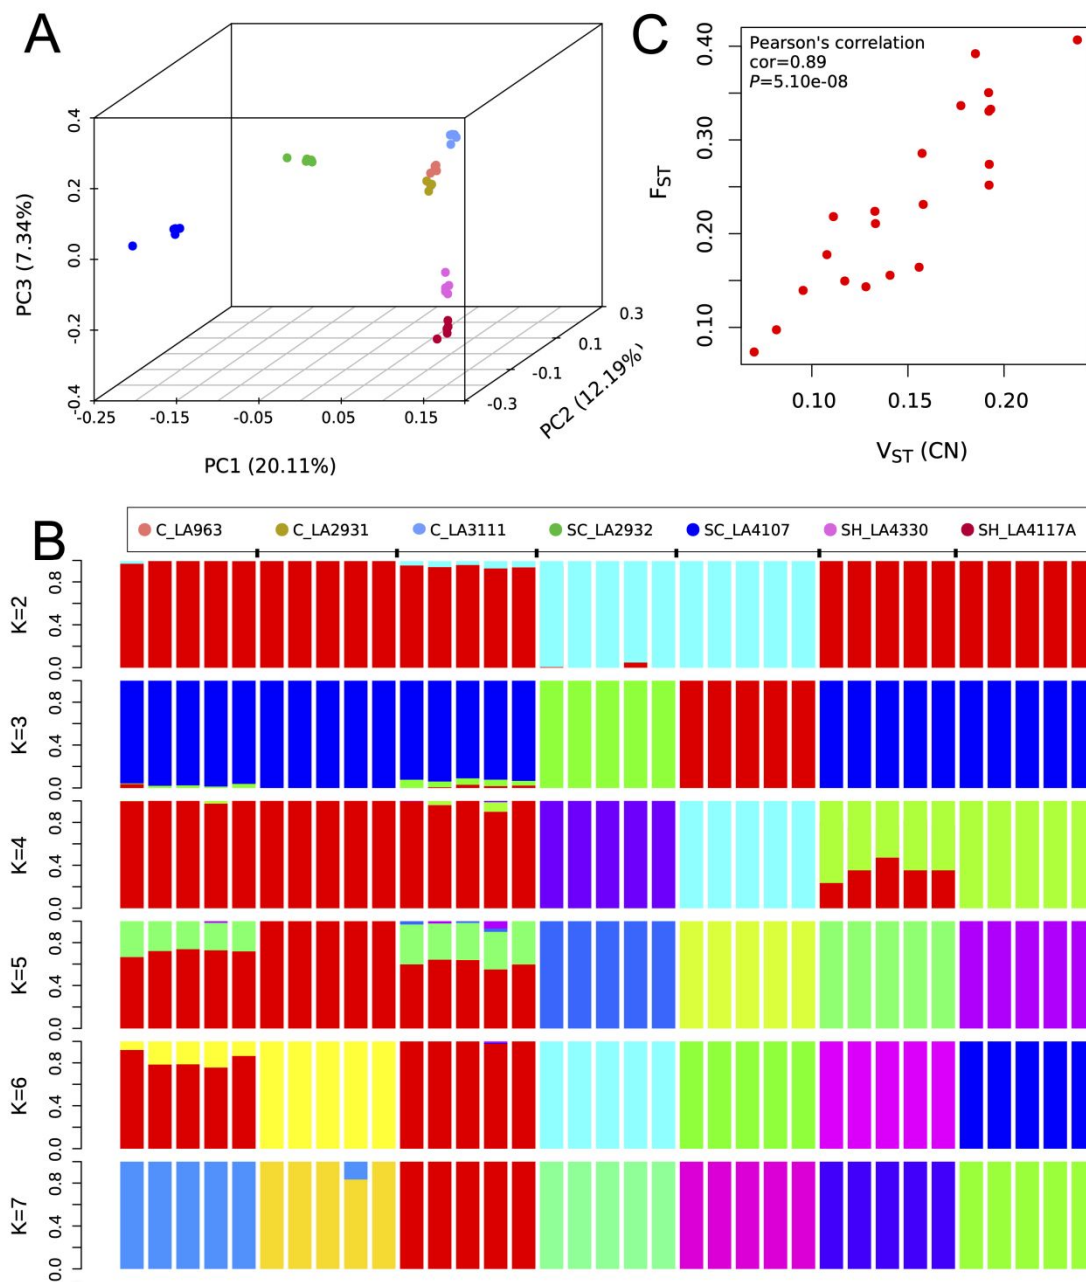 A
0.4
0.2
0.0
-0.2
-0.4
PC3 (7.34%)
-0.25
-0.15
-0.05
0.05
0.15
PC1 (20.11%)
-0.3
-0.1
0.1
0.3
PC2 (12.19%)
C
Pearson's correlation
cor=0.89
P=5.10e-08
0.40
0.30
0.20
0.10
FST
0.10
0.15
0.20
VST (CN)
B
C_LA963
C_LA2931
C_LA3111
SC_LA2932
SC_LA4107
SH_LA4330
SH_LA4117A
K=2
0.8
0.4
0.0
K=3
0.8
0.4
0.0
K=4
0.8
0.4
0.0
K=5
0.8
0.4
0.0
K=6
0.8
0.4
0.0
K=7
0.8
0.4
0.0